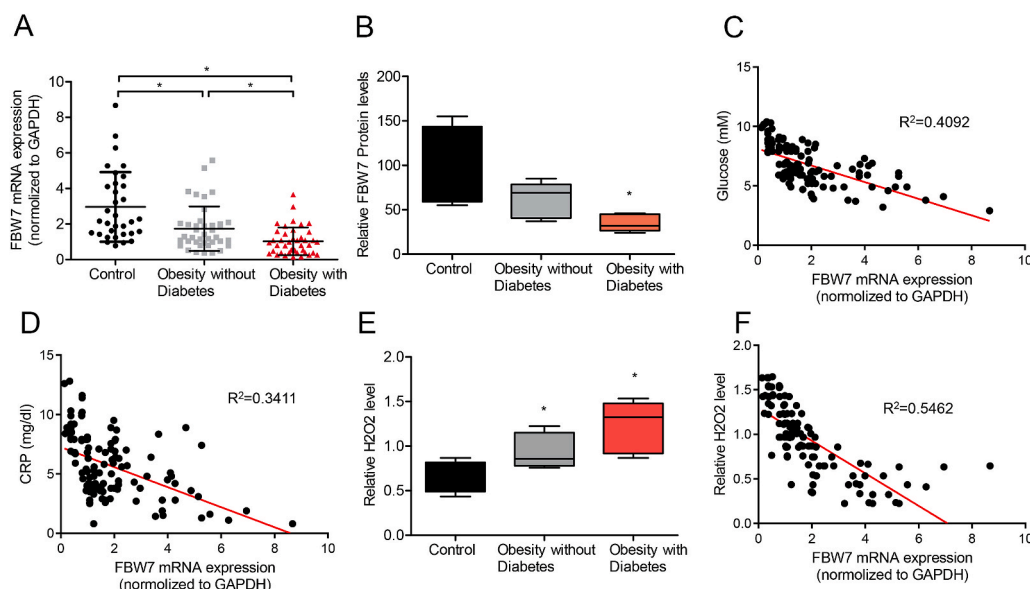 A
FBW7 mRNA expression
(normolized to GAPDH)
10
8
6
4
2
0
*
*
*
Control
Obesity without
Diabetes
Obesity with
Diabetes
B
Relative FBW7 Protein levels
200
150
100
50
0
*
Control
Obesity without
Diabetes
Obesity with
Diabetes
C
Glucose (mM)
15
10
5
0
R²=0.4092
0 2 4 6 8 10
FBW7 mRNA expression
(normolized to GAPDH)
D
CRP (mg/dl)
15
10
5
0
R²=0.3411
0 2 4 6 8 10
FBW7 mRNA expression
(normolized to GAPDH)
E
Relative H2O2 level
2.0
1.5
1.0
0.5
0.0
*
*
Control
Obesity without
Diabetes
Obesity with
Diabetes
F
Relative H2O2 level
2.0
1.5
1.0
0.5
0.0
R²=0.5462
0 2 4 6 8 10
FBW7 mRNA expression
(normolized to GAPDH)